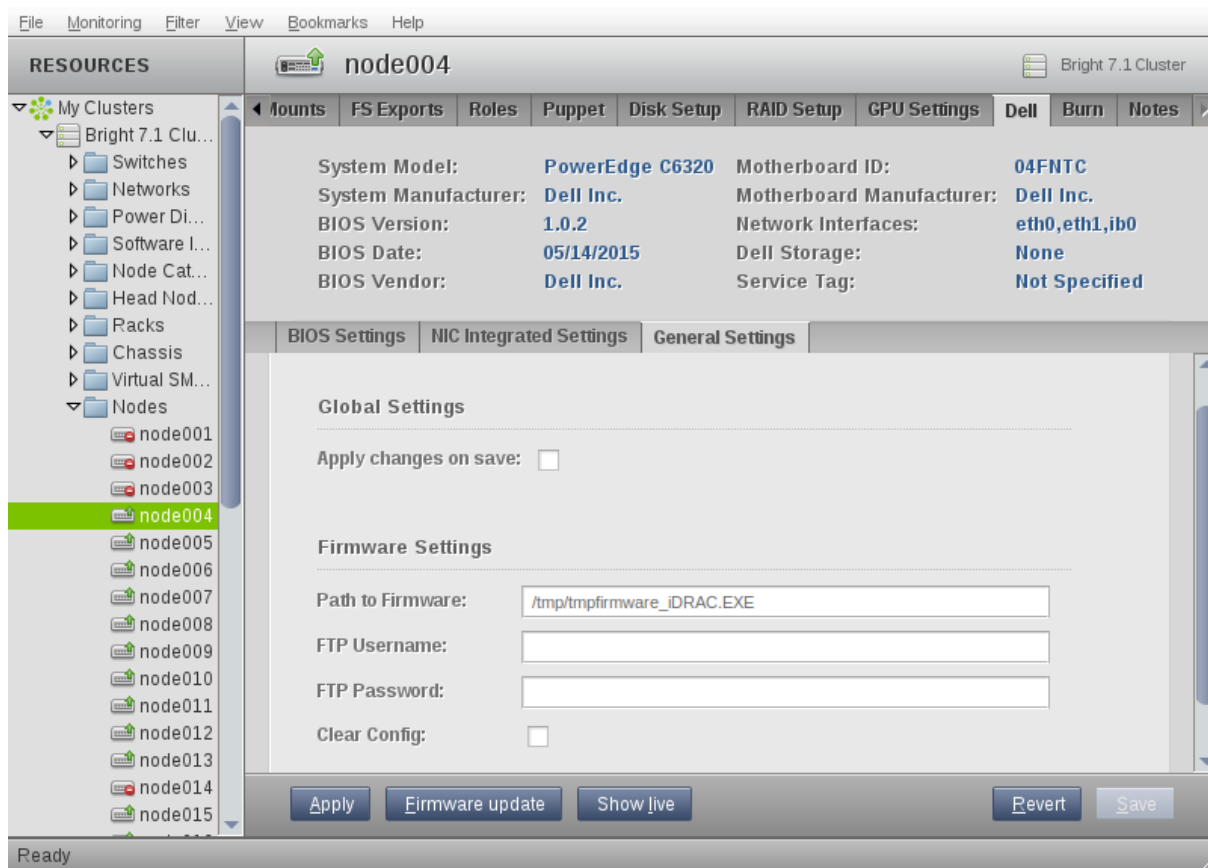 File Monitoring Filter View Bookmarks Help
RESOURCES
node004
Bright 7.1 Cluster
My Clusters
Bright 7.1 Clu...
Switches
Networks
Power Di...
Software I...
Node Cat...
Head Nod...
Racks
Chassis
Virtual SM...
Nodes
node001
node002
node003
node004
node005
node006
node007
node008
node009
node010
node011
node012
node013
node014
node015
Mounts FS Exports Roles Puppet Disk Setup RAID Setup GPU Settings Dell Burn Notes
System Model: PowerEdge C6320 Motherboard ID: 04FNTC
System Manufacturer: Dell Inc. Motherboard Manufacturer: Dell Inc.
BIOS Version: 1.0.2 Network Interfaces: eth0,eth1,ib0
BIOS Date: 05/14/2015 Dell Storage: None
BIOS Vendor: Dell Inc. Service Tag: Not Specified
BIOS Settings NIC Integrated Settings General Settings
Global Settings
Apply changes on save:
Firmware Settings
Path to Firmware: /tmp/tmpfirmware_iDRAC.EXE
FTP Username:
FTP Password:
Clear Config:
Apply Firmware update Show live Revert Save
Ready